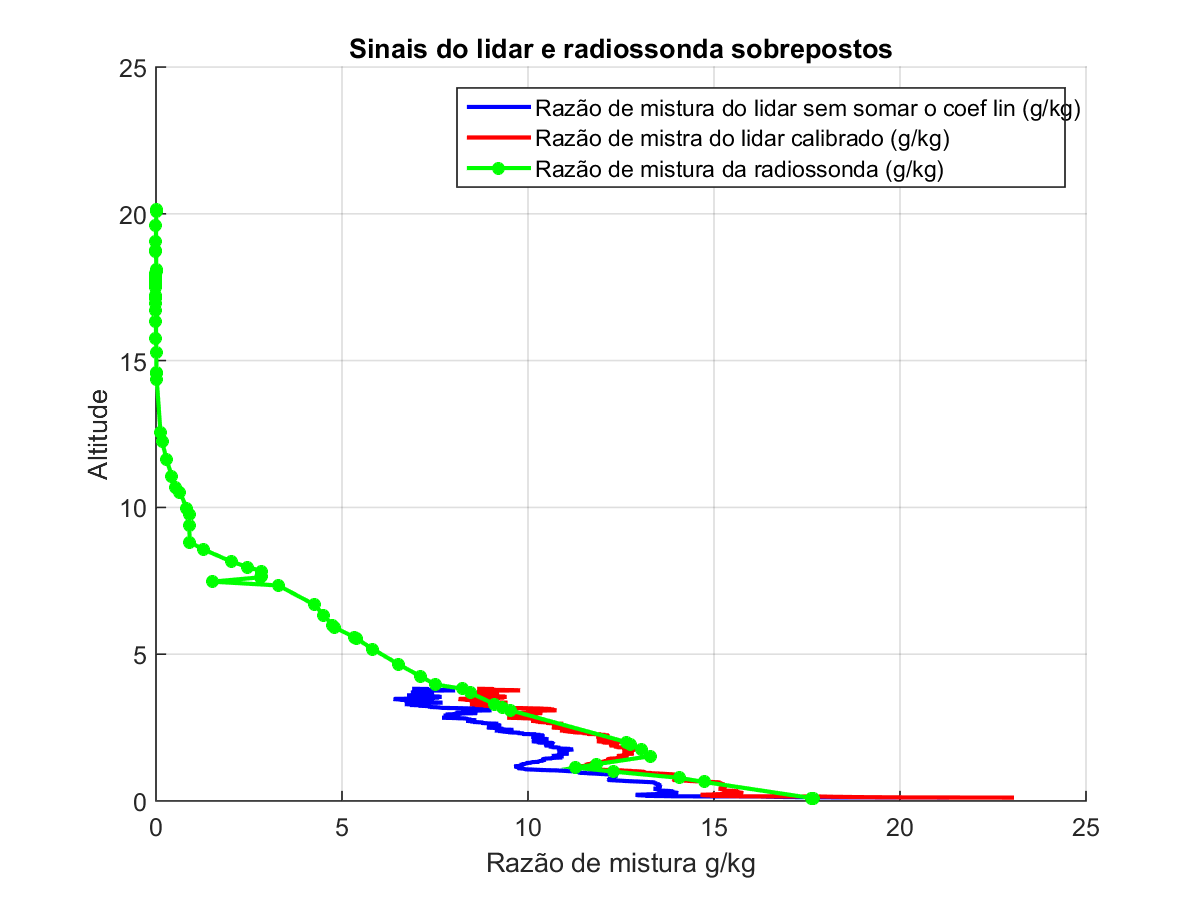 Sinais do lidar e radiossonda sobrepostos
25
Razão de mistura do lidar sem somar o coef lin (g/kg)
Razão de mistra do lidar calibrado (g/kg)
Razão de mistura da radiossonda (g/kg)
20
15
Altitude
10
5
0
0 5 10 15 20 25
Razão de mistura g/kg